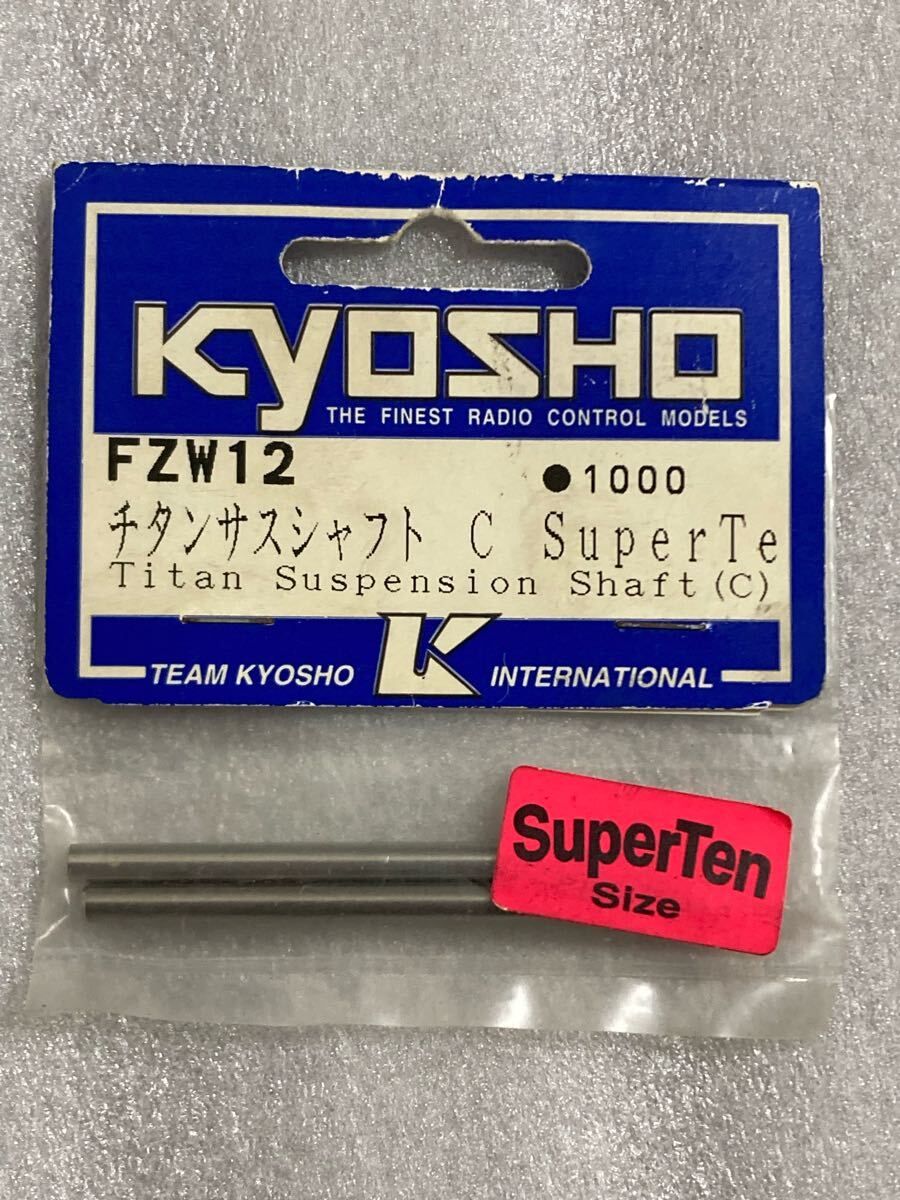 KYOSHO
THE FINEST RADIO CONTROL MODELS
FZW12
●1000
チタンサスシャフト C SuperTe
Titan Suspension Shaft(C)
TEAM KYOSHO K INTERNATIONAL
SuperTen
Size